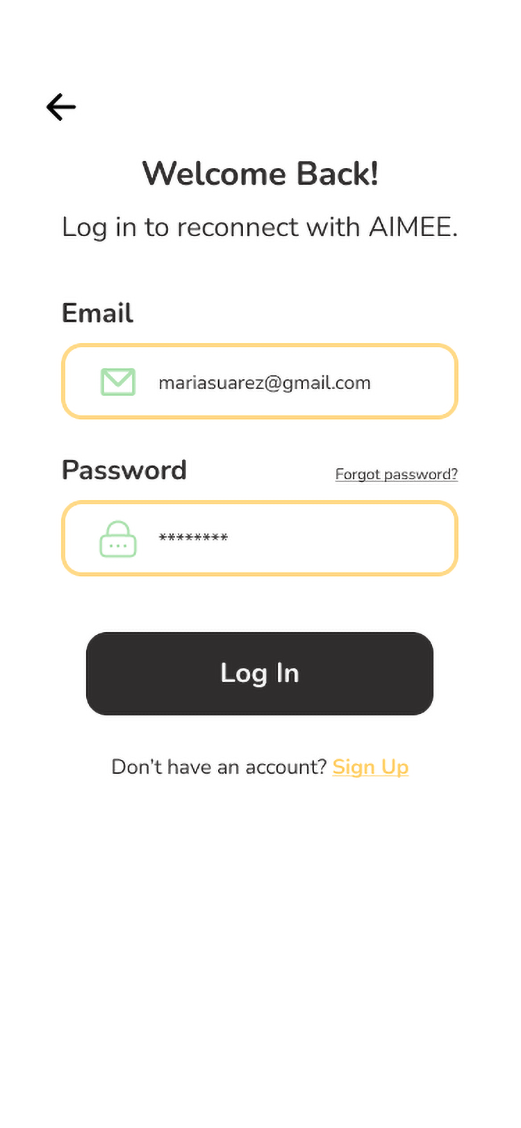 Welcome Back!
Log in to reconnect with AIMEE.
Email
mariasuarez@gmail.com
Password
Forgot password?
********
Log In
Don't have an account? Sign Up